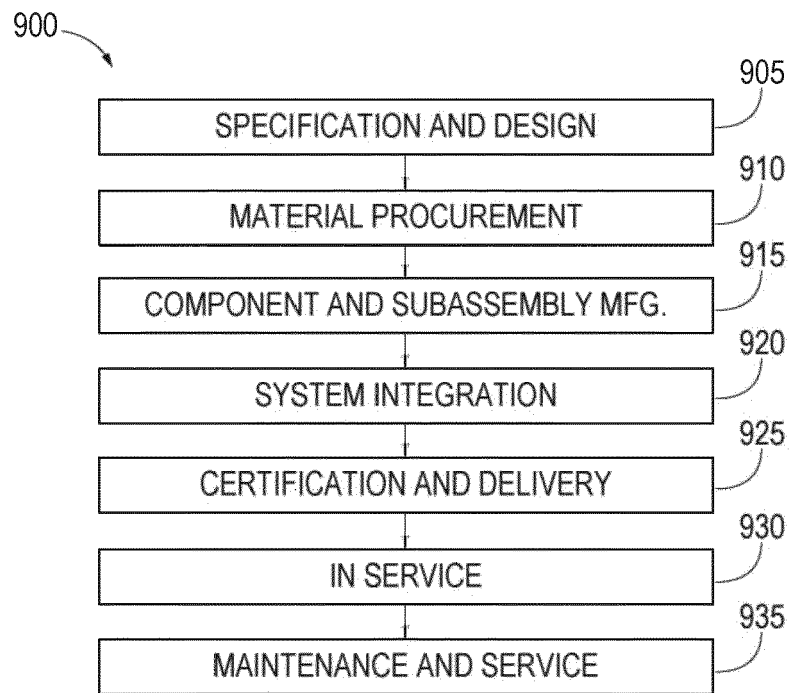 900
905
SPECIFICATION AND DESIGN
910
MATERIAL PROCUREMENT
915
COMPONENT AND SUBASSEMBLY MFG.
920
SYSTEM INTEGRATION
925
CERTIFICATION AND DELIVERY
930
IN SERVICE
935
MAINTENANCE AND SERVICE